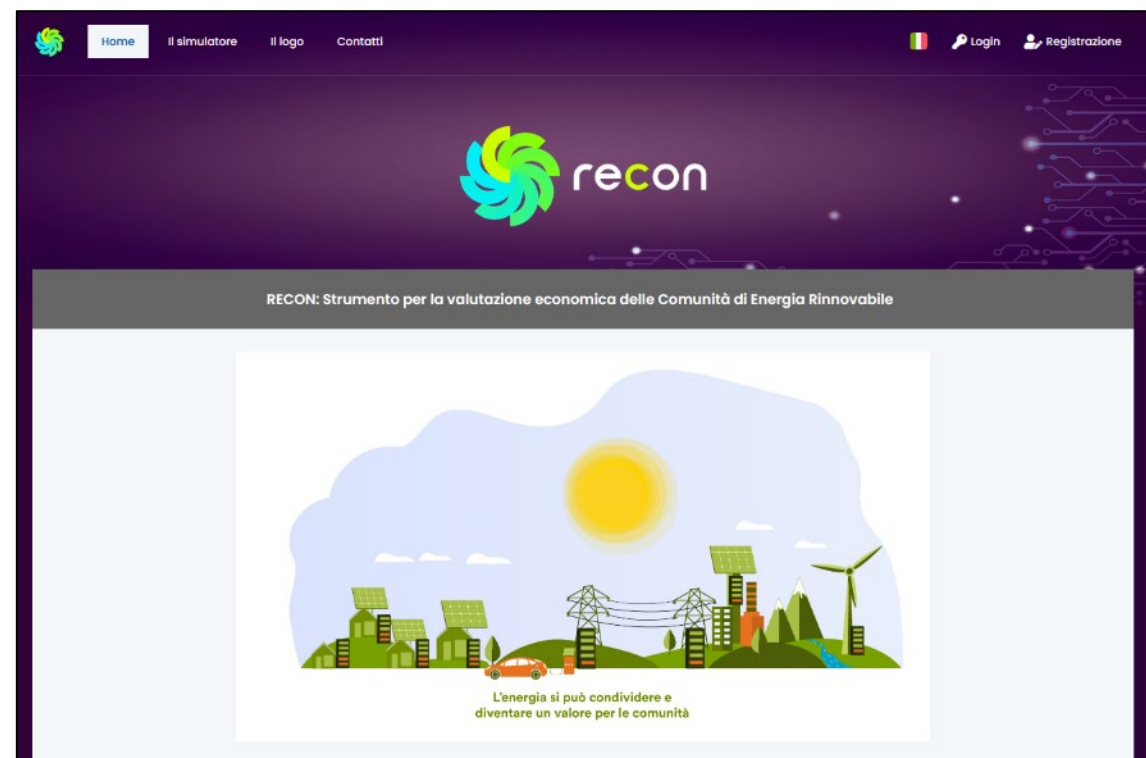 Home Il simulatore Il logo Contatti Login Registrazione
recon
RECON: Strumento per la valutazione economica delle Comunità di Energia Rinnovabile
L'energia si può condividere e
diventare un valore per le comunità